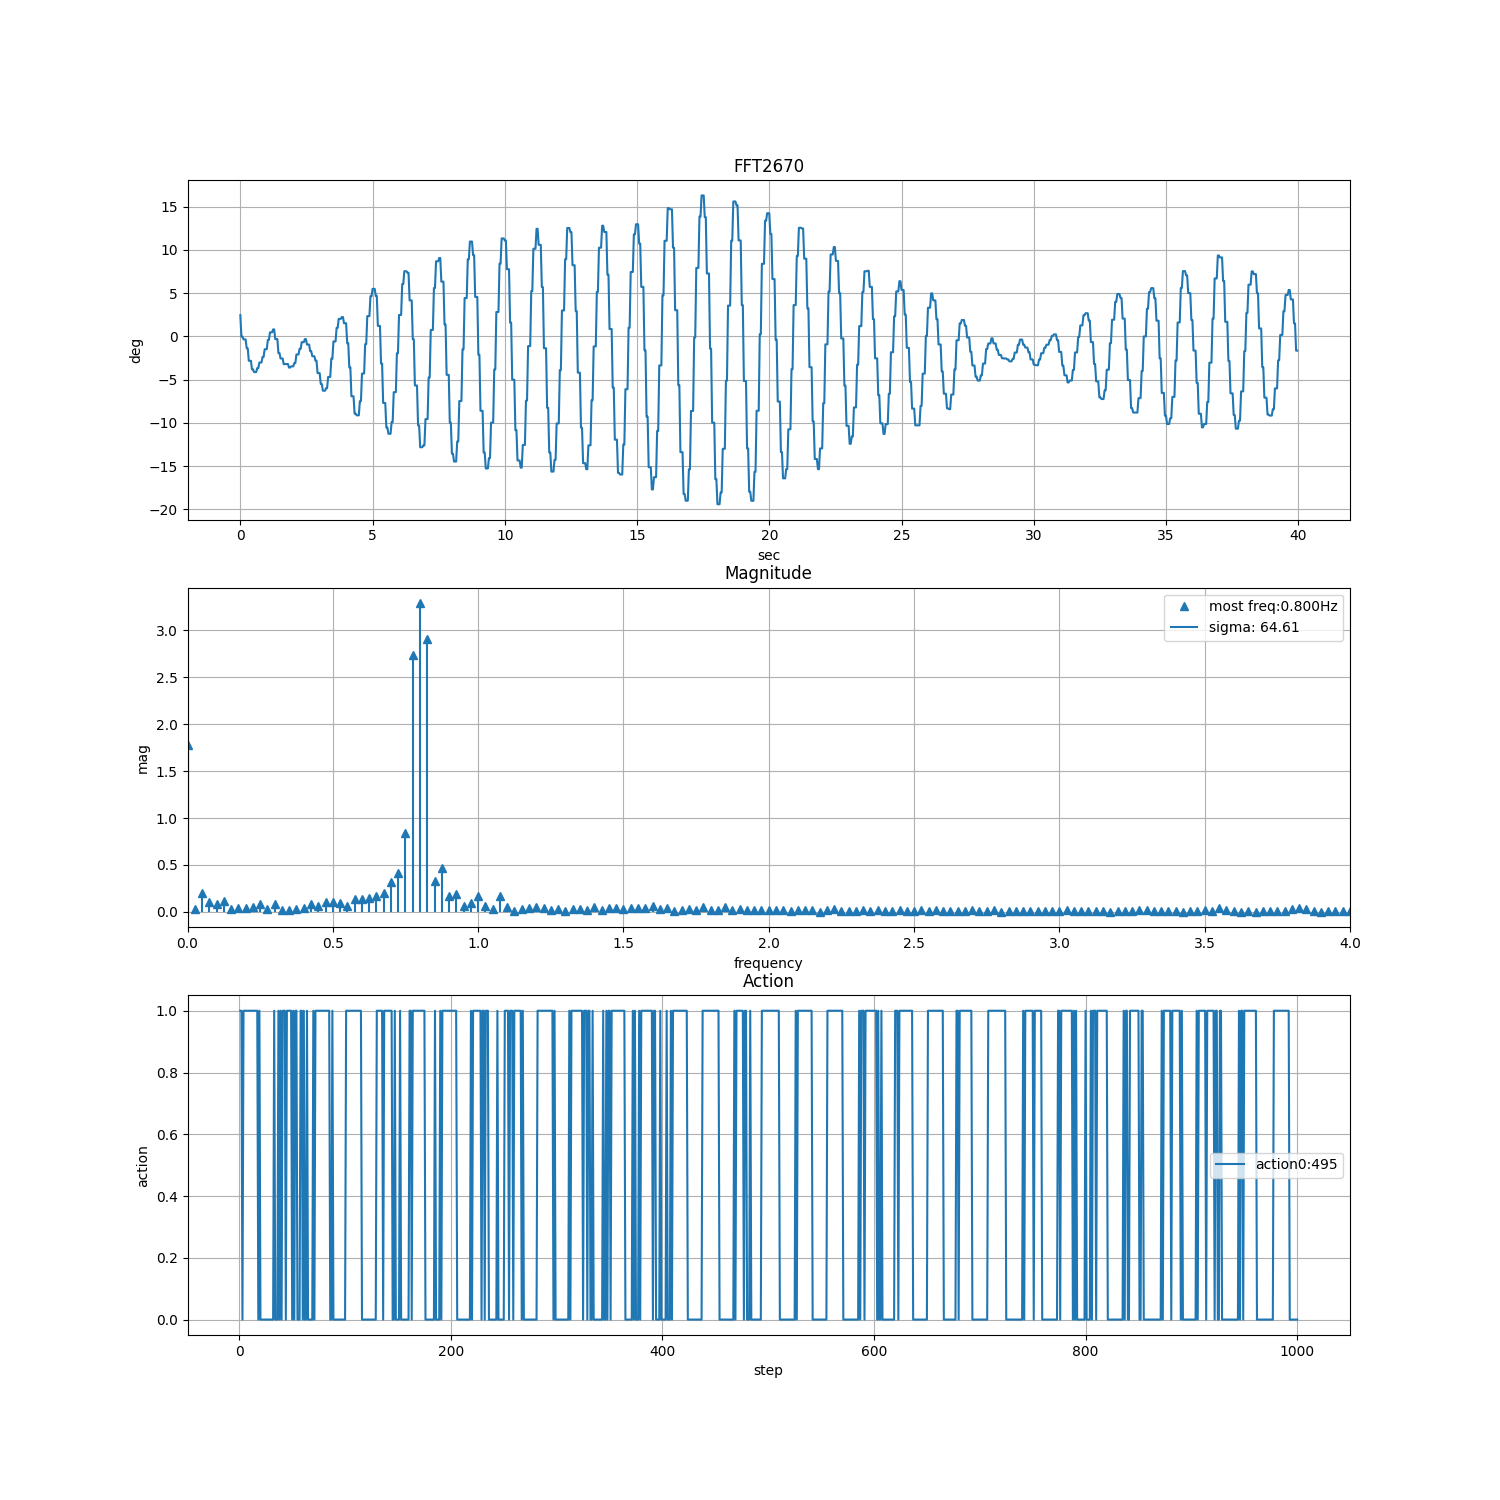 FFT2670
15
10
5
0
−5
−10
−15
−20
deg
0 5 10 15 20 25 30 35 40
sec
Magnitude
most freq:0.800Hz
sigma: 64.61
3.0
2.5
2.0
1.5
1.0
0.5
0.0
mag
0.0 0.5 1.0 1.5 2.0 2.5 3.0 3.5 4.0
frequency
Action
1.0
0.8
0.6
0.4
0.2
0.0
action
action0:495
0 200 400 600 800 1000
step